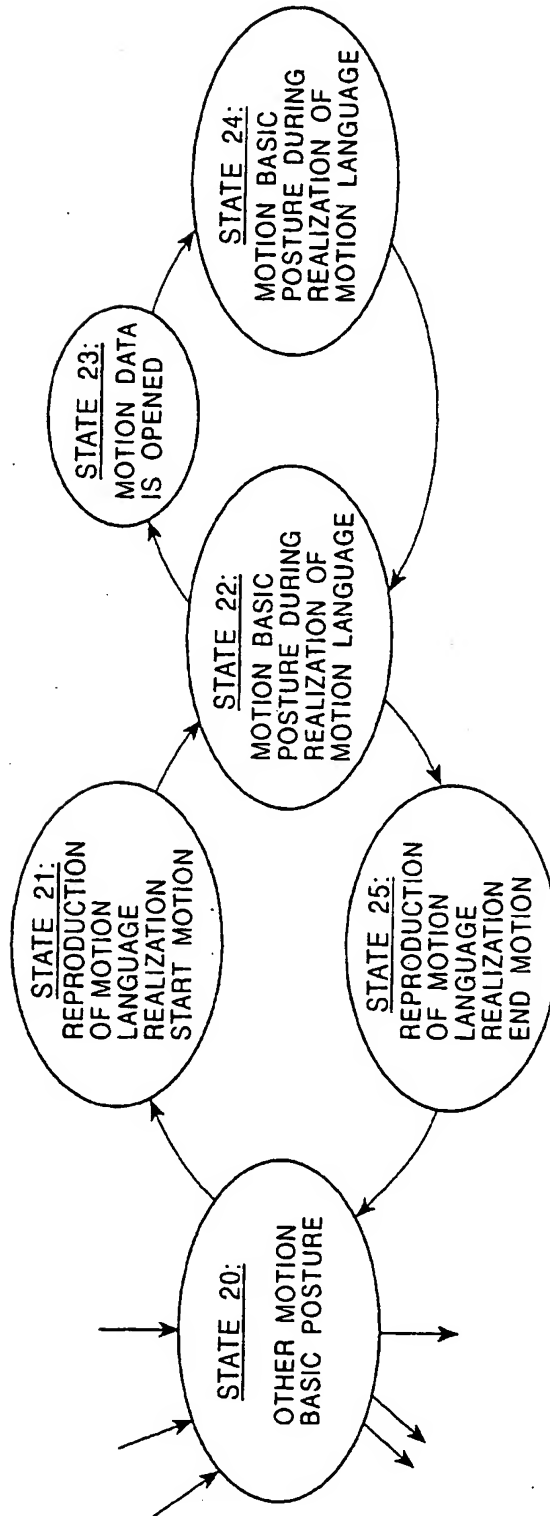 STATE 20:
OTHER MOTION
BASIC POSTURE
STATE 21:
REPRODUCTION
OF MOTION
LANGUAGE
REALIZATION
START MOTION
STATE 22:
MOTION BASIC
POSTURE DURING
REALIZATION OF
MOTION LANGUAGE
STATE 23:
MOTION DATA
IS OPENED
STATE 24:
MOTION BASIC
POSTURE DURING
REALIZATION OF
MOTION LANGUAGE
STATE 25:
REPRODUCTION
OF MOTION
LANGUAGE
REALIZATION
END MOTION